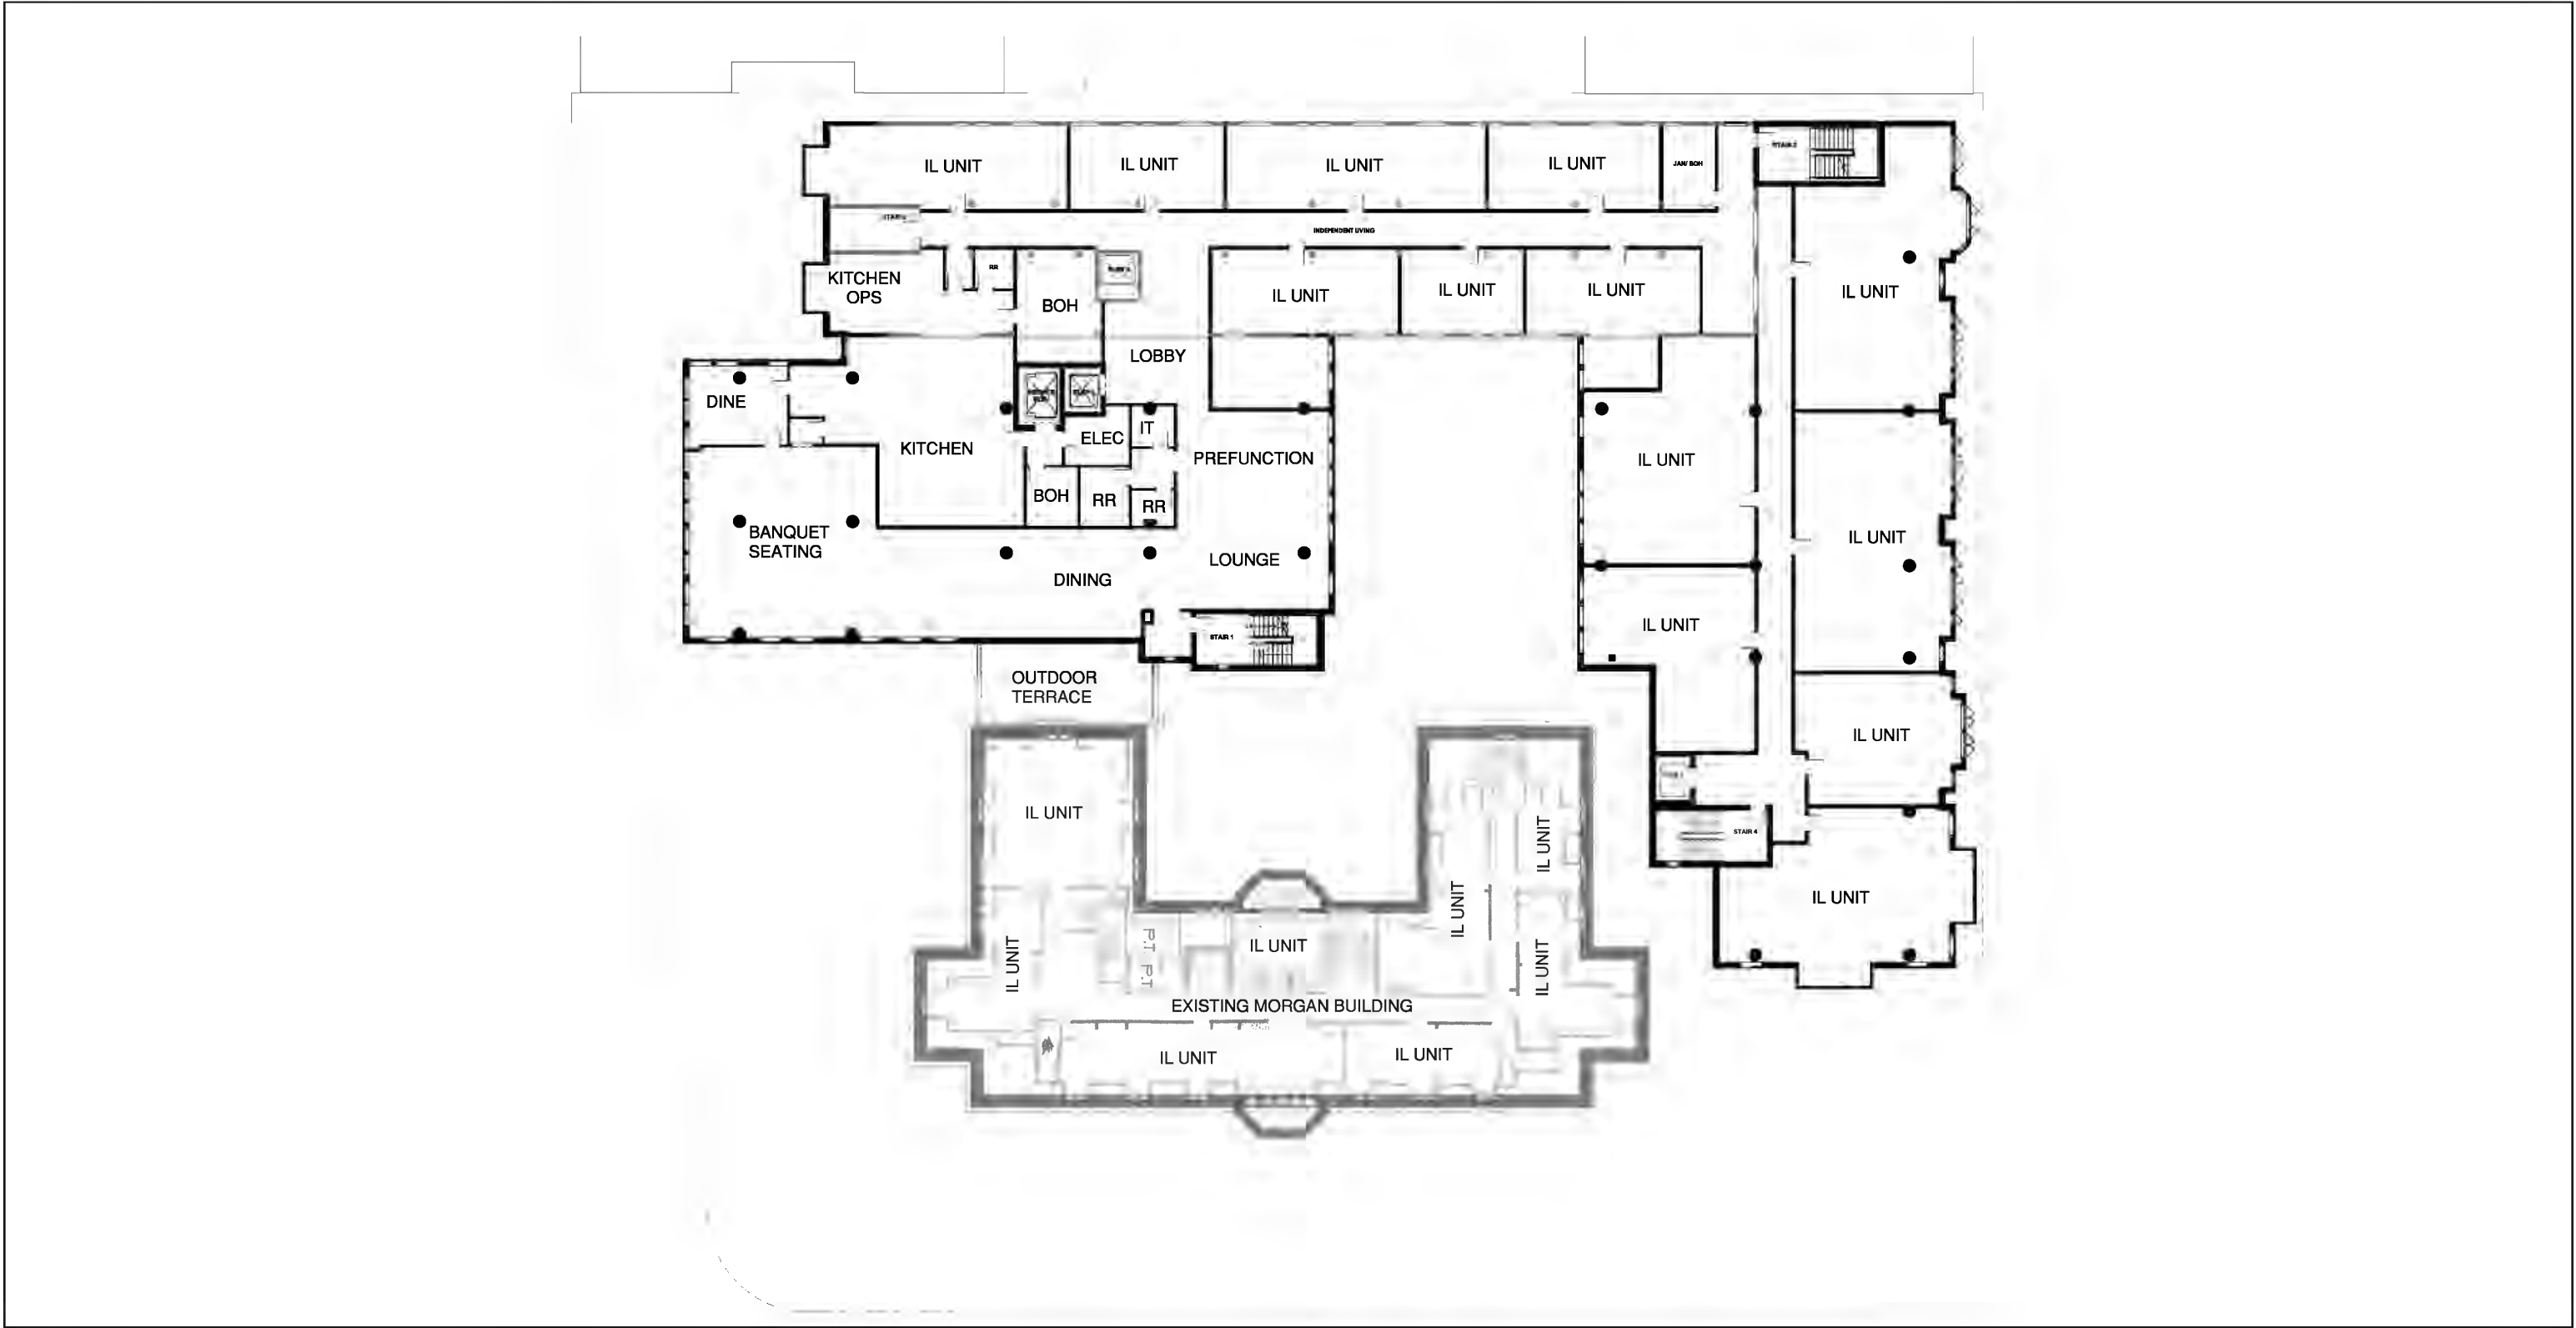 IL UNIT
IL UNIT
IL UNIT
IL UNIT
JAN/ BOH
STAIR 2
INDEPENDENT LIVING
KITCHEN
OPS
RR
BOH
IL UNIT
IL UNIT
IL UNIT
IL UNIT
LOBBY
DINE
KITCHEN
ELEC
IT
PREFUNCTION
IL UNIT
BOH
RR
RR
BANQUET
SEATING
IL UNIT
LOUNGE
DINING
STAIR 1
IL UNIT
OUTDOOR
TERRACE
IL UNIT
IL UNIT
IL UNIT
STAIR 4
IL UNIT
IL UNIT
IL UNIT
P.T.
P.T
IL UNIT
IL UNIT
IL UNIT
EXISTING MORGAN BUILDING
IL UNIT
IL UNIT